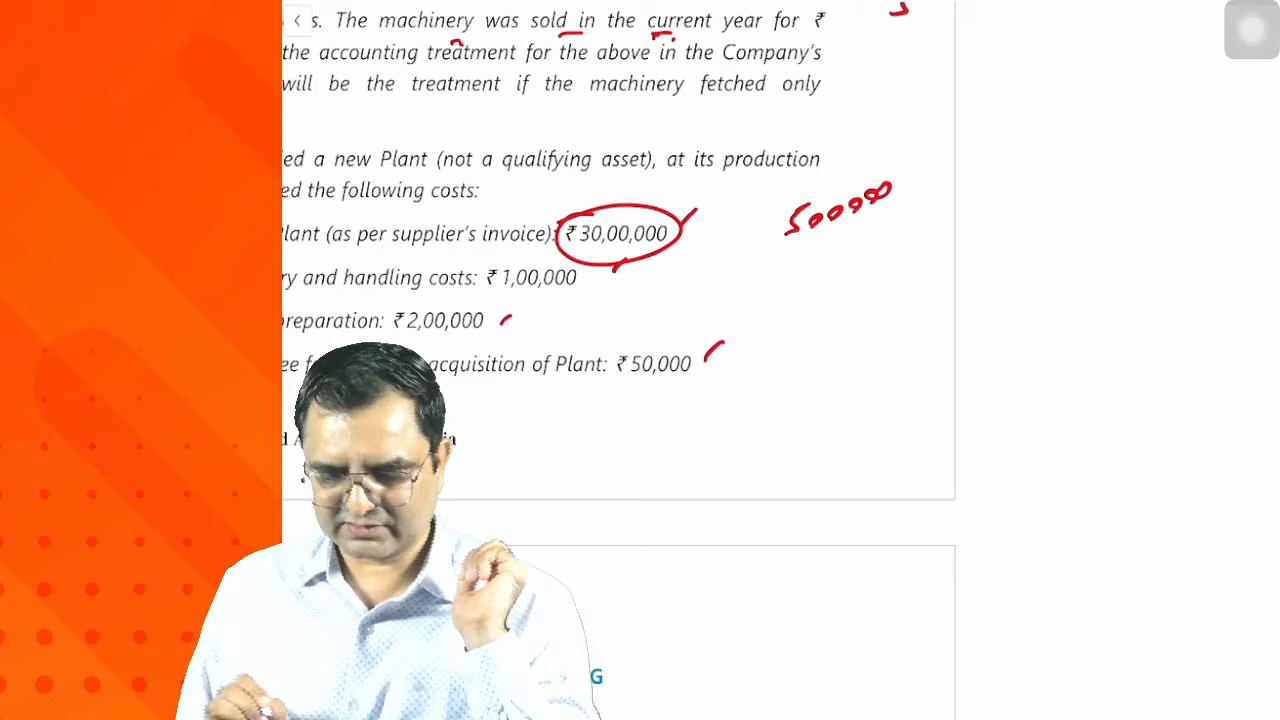 s. The machinery was sold in the current year for ₹
the accounting treatment for the above in the Company's
will be the treatment if the machinery fetched only
ied a new Plant (not a qualifying asset), at its production
ed the following costs:
Plant (as per supplier's invoice): ₹ 30,00,000
500000
ry and handling costs: ₹ 1,00,000
preparation: ₹ 2,00,000
ee f acquisition of Plant: ₹ 50,000
G